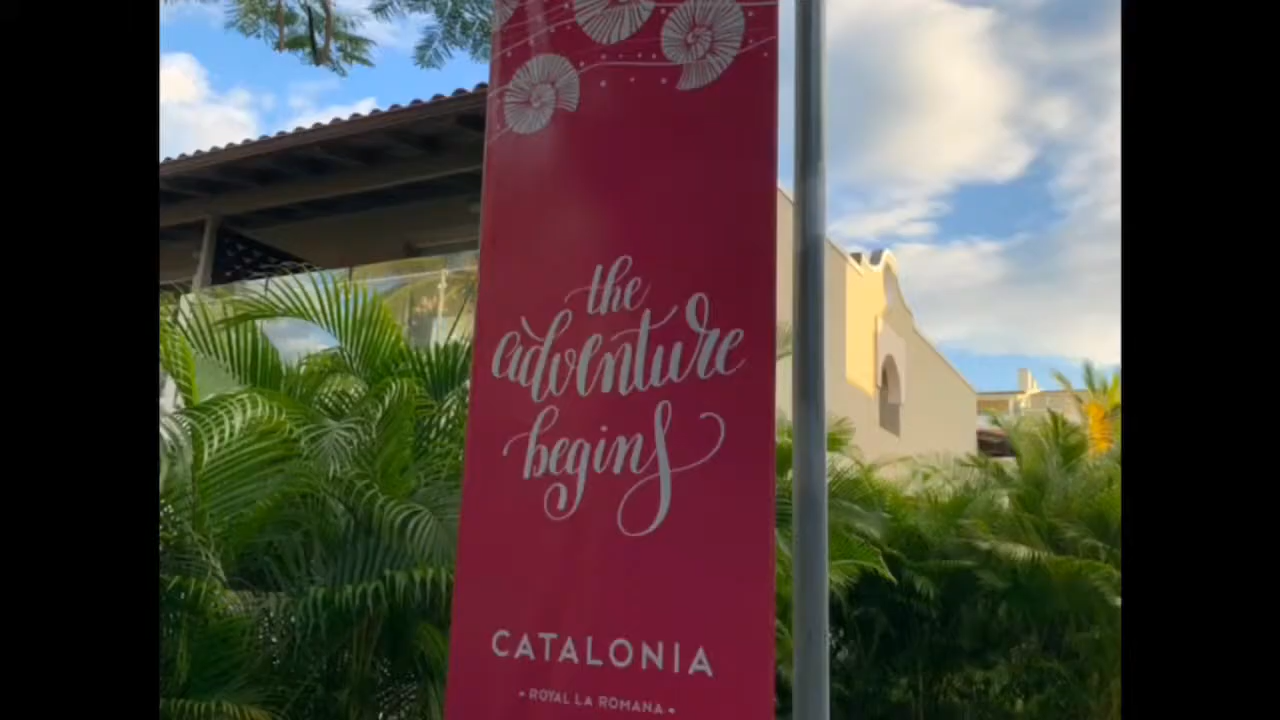 the
adventure
begins
CATALONIA
• ROYAL LA ROMANA •